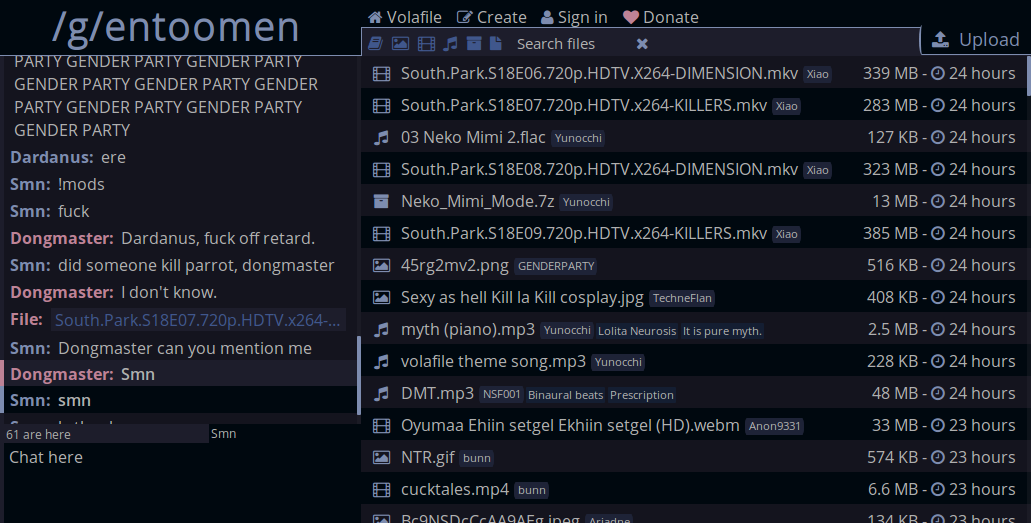 /g/entoomen
Volafile Create Sign in Donate
Search files
Upload
PARTY GENDER PARTY GENDER PARTY
GENDER PARTY GENDER PARTY GENDER
PARTY GENDER PARTY GENDER PARTY
GENDER PARTY
Dardanus: ere
Smn: !mods
Smn: fuck
Dongmaster: Dardanus, fuck off retard.
Smn: did someone kill parrot, dongmaster
Dongmaster: I don't know.
File: South.Park.S18E07.720p.HDTV.x264-...
Smn: Dongmaster can you mention me
Dongmaster: Smn
Smn: smn
61 are here
Smn
Chat here
South.Park.S18E06.720p.HDTV.X264-DIMENSION.mkv Xiao 339 MB - 24 hours
South.Park.S18E07.720p.HDTV.x264-KILLERS.mkv Xiao 283 MB - 24 hours
03 Neko Mimi 2.flac Yunocchi 127 KB - 24 hours
South.Park.S18E08.720p.HDTV.X264-DIMENSION.mkv Xiao 323 MB - 24 hours
Neko_Mimi_Mode.7z Yunocchi 13 MB - 24 hours
South.Park.S18E09.720p.HDTV.x264-KILLERS.mkv Xiao 385 MB - 24 hours
45rg2mv2.png GENDERPARTY 516 KB - 24 hours
Sexy as hell Kill la Kill cosplay.jpg TechneFlan 408 KB - 24 hours
myth (piano).mp3 Yunocchi Lolita Neurosis It is pure myth. 2.5 MB - 24 hours
volafile theme song.mp3 Yunocchi 228 KB - 24 hours
DMT.mp3 NSF001 Binaural beats Prescription 48 MB - 24 hours
Oyumaa Ehiin setgel Ekhiin setgel (HD).webm Anon9331 33 MB - 24 hours
NTR.gif bunn 574 KB - 23 hours
cucktales.mp4 bunn 6.6 MB - 23 hours
Bc9NSDcCcAA9AEg.jpeg Ariadne 134 KB - 23 hours